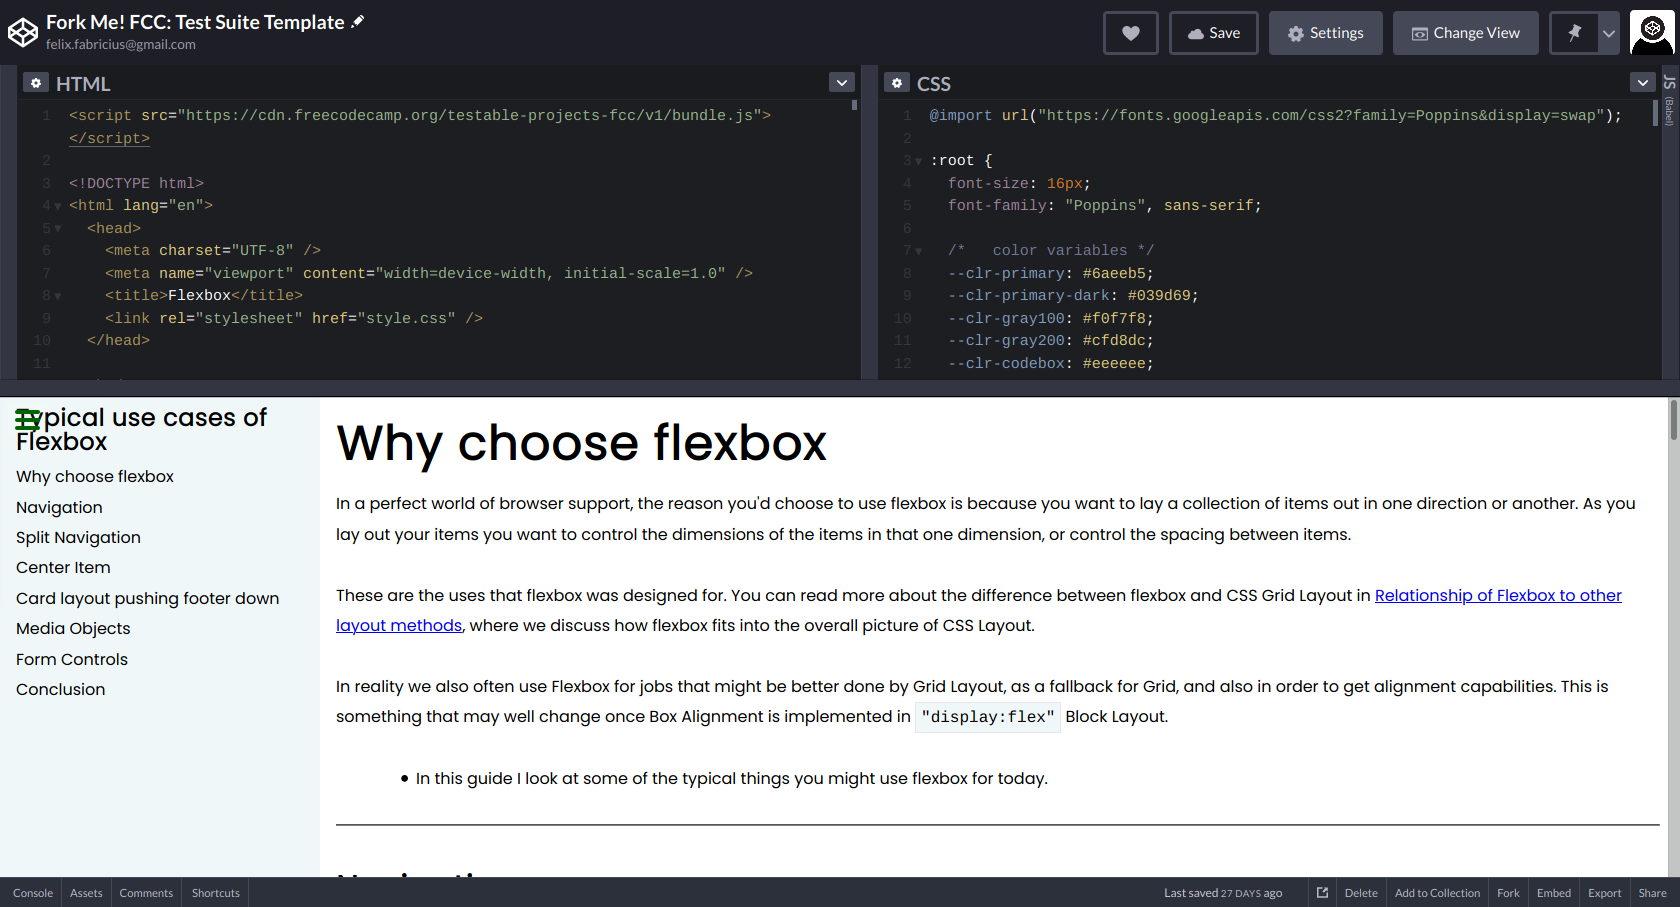 Fork Me! FCC: Test Suite Template
felix.fabricius@gmail.com
Save
Settings
Change View
HTML
1 <script src="https://cdn.freecodecamp.org/testable-projects-fcc/v1/bundle.js">
</script>
2
3 <!DOCTYPE html>
4 <html lang="en">
5 <head>
6 <meta charset="UTF-8" />
7 <meta name="viewport" content="width=device-width, initial-scale=1.0" />
8 <title>Flexbox</title>
9 <link rel="stylesheet" href="style.css" />
10 </head>
11
CSS
1 @import url("https://fonts.googleapis.com/css2?family=Poppins&display=swap");
2
3 :root {
4 font-size: 16px;
5 font-family: "Poppins", sans-serif;
6
7 /* color variables */
8 --clr-primary: #6aeeb5;
9 --clr-primary-dark: #039d69;
10 --clr-gray100: #f0f7f8;
11 --clr-gray200: #cfd8dc;
12 --clr-codebox: #eeeeee;
JS (Babel)
Typical use cases of
Flexbox
Why choose flexbox
Navigation
Split Navigation
Center Item
Card layout pushing footer down
Media Objects
Form Controls
Conclusion
Why choose flexbox
In a perfect world of browser support, the reason you'd choose to use flexbox is because you want to lay a collection of items out in one direction or another. As you
lay out your items you want to control the dimensions of the items in that one dimension, or control the spacing between items.
These are the uses that flexbox was designed for. You can read more about the difference between flexbox and CSS Grid Layout in Relationship of Flexbox to other
layout methods, where we discuss how flexbox fits into the overall picture of CSS Layout.
In reality we also often use Flexbox for jobs that might be better done by Grid Layout, as a fallback for Grid, and also in order to get alignment capabilities. This is
something that may well change once Box Alignment is implemented in "display:flex" Block Layout.
• In this guide I look at some of the typical things you might use flexbox for today.
Console
Assets
Comments
Shortcuts
Last saved 27 DAYS ago
Delete
Add to Collection
Fork
Embed
Export
Share